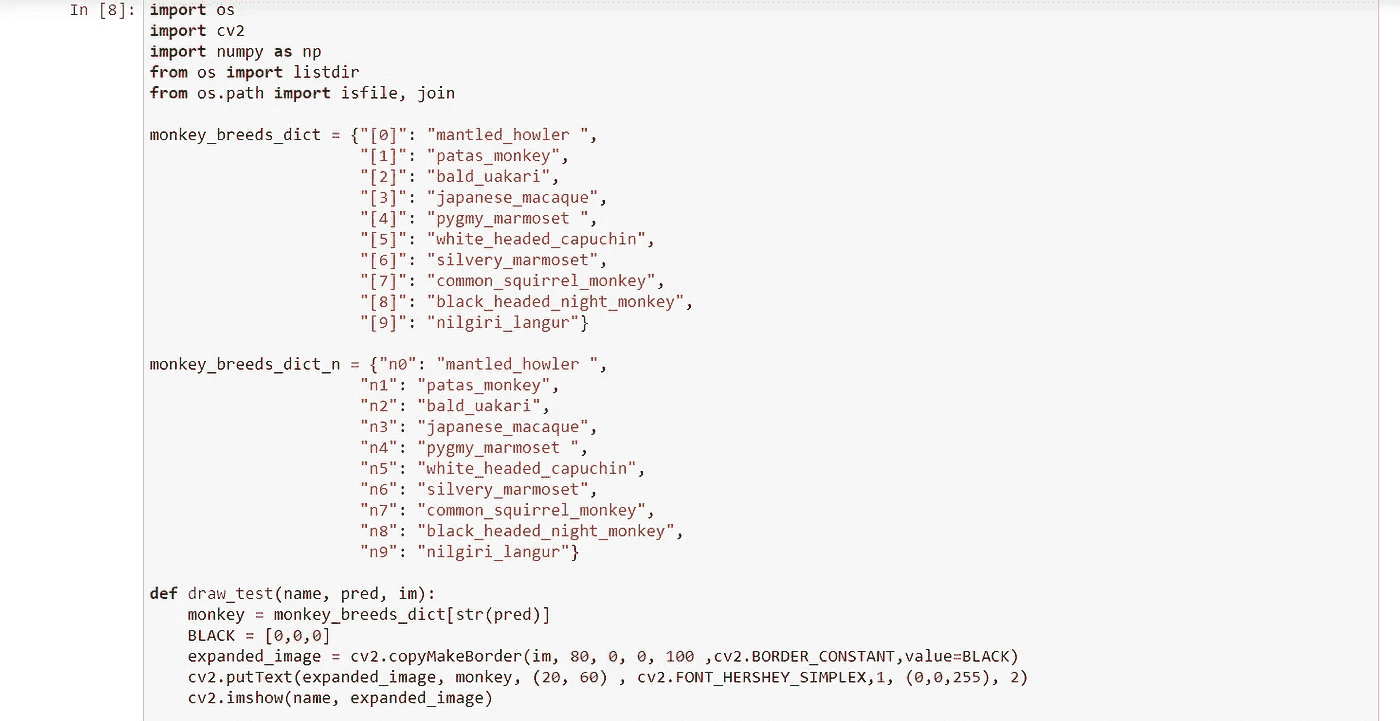 In [8]: import os
import cv2
import numpy as np
from os import listdir
from os.path import isfile, join
monkey_breeds_dict = {"[0]": "mantled_howler ",
"[1]": "patas_monkey",
"[2]": "bald_uakari",
"[3]": "japanese_macaque",
"[4]": "pygmy_marmoset ",
"[5]": "white_headed_capuchin",
"[6]": "silvery_marmoset",
"[7]": "common_squirrel_monkey",
"[8]": "black_headed_night_monkey",
"[9]": "nilgiri_langur"}
monkey_breeds_dict_n = {"n0": "mantled_howler ",
"n1": "patas_monkey",
"n2": "bald_uakari",
"n3": "japanese_macaque",
"n4": "pygmy_marmoset ",
"n5": "white_headed_capuchin",
"n6": "silvery_marmoset",
"n7": "common_squirrel_monkey",
"n8": "black_headed_night_monkey",
"n9": "nilgiri_langur"}
def draw_test(name, pred, im):
monkey = monkey_breeds_dict[str(pred)]
BLACK = [0,0,0]
expanded_image = cv2.copyMakeBorder(im, 80, 0, 0, 100 ,cv2.BORDER_CONSTANT,value=BLACK)
cv2.putText(expanded_image, monkey, (20, 60) , cv2.FONT_HERSHEY_SIMPLEX,1, (0,0,255), 2)
cv2.imshow(name, expanded_image)